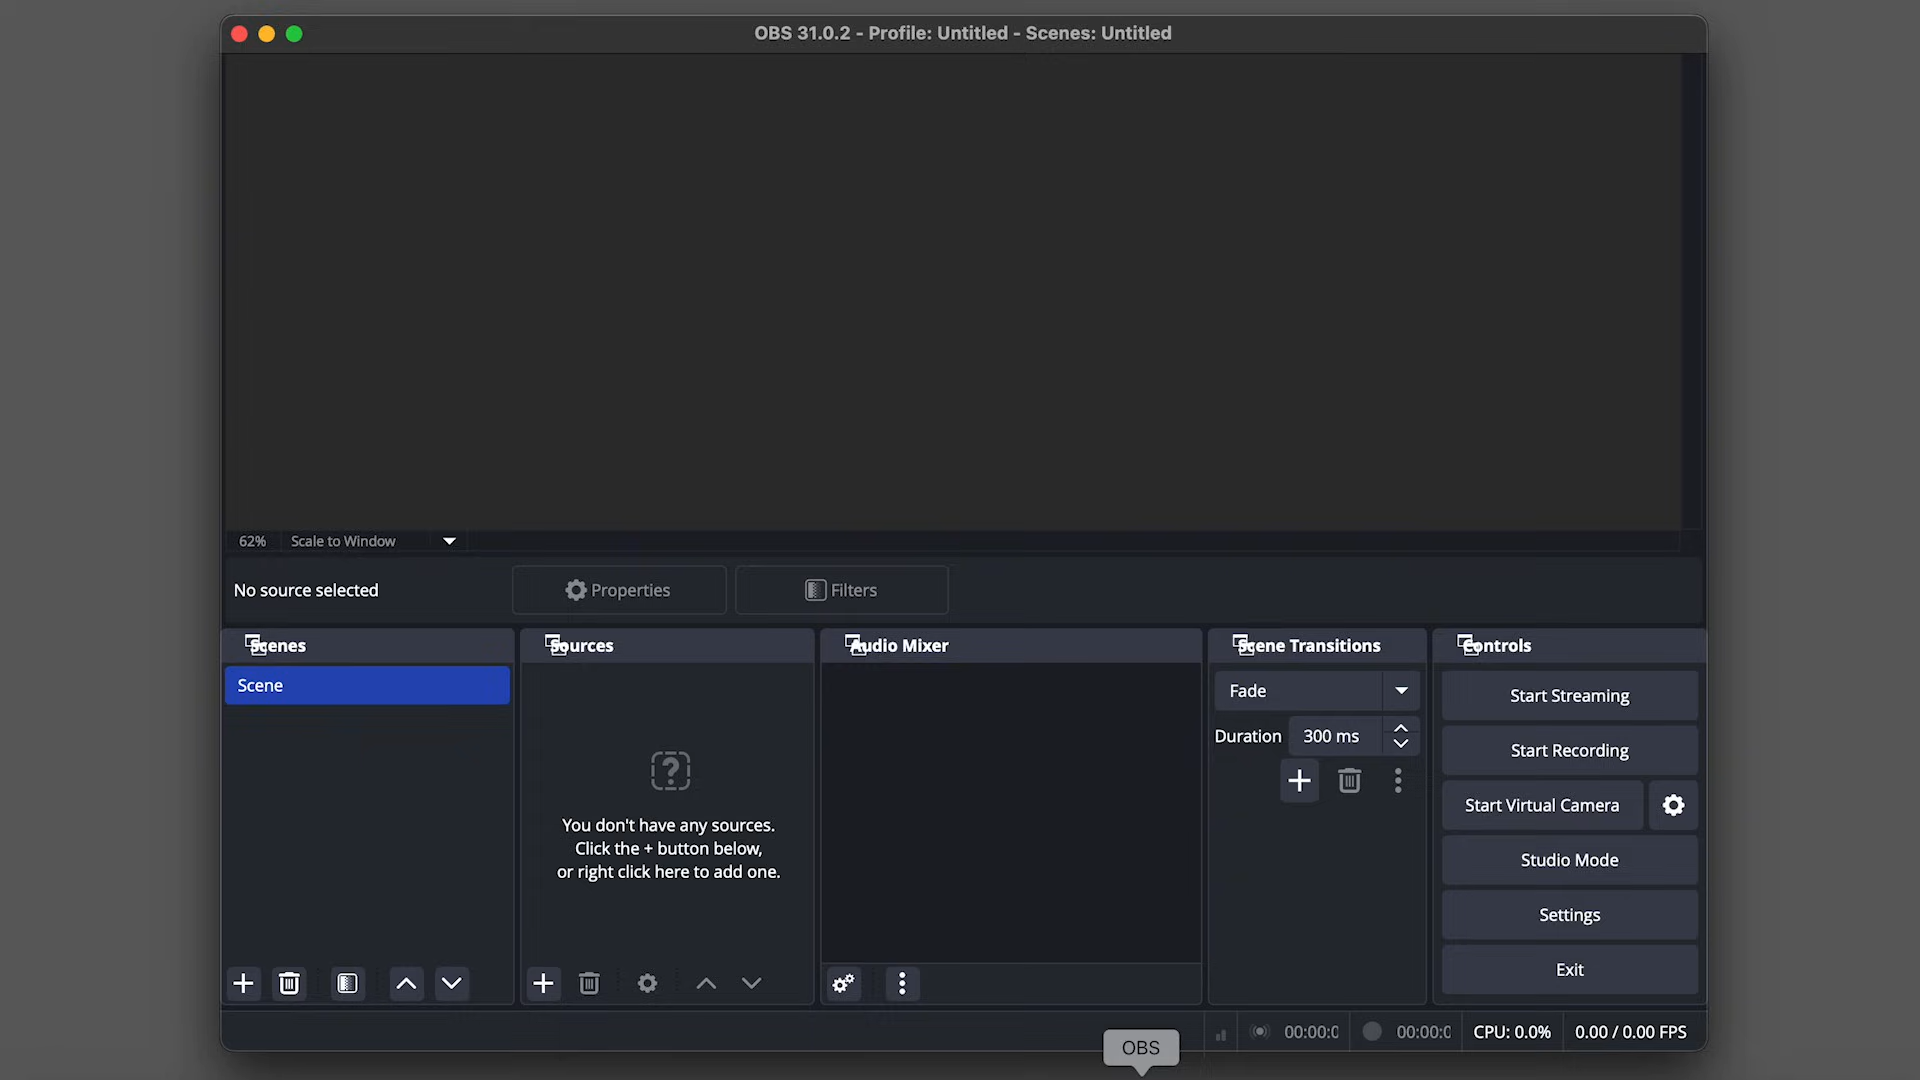 OBS 31.0.2 - Profile: Untitled - Scenes: Untitled
62% Scale to Window
No source selected
Properties
Filters
Scenes
Scene
Sources
You don't have any sources.
Click the + button below,
or right click here to add one.
Audio Mixer
Scene Transitions
Fade
Duration 300 ms
Controls
Start Streaming
Start Recording
Start Virtual Camera
Studio Mode
Settings
Exit
00:00:0
00:00:0
CPU: 0.0%
0.00 / 0.00 FPS
OBS